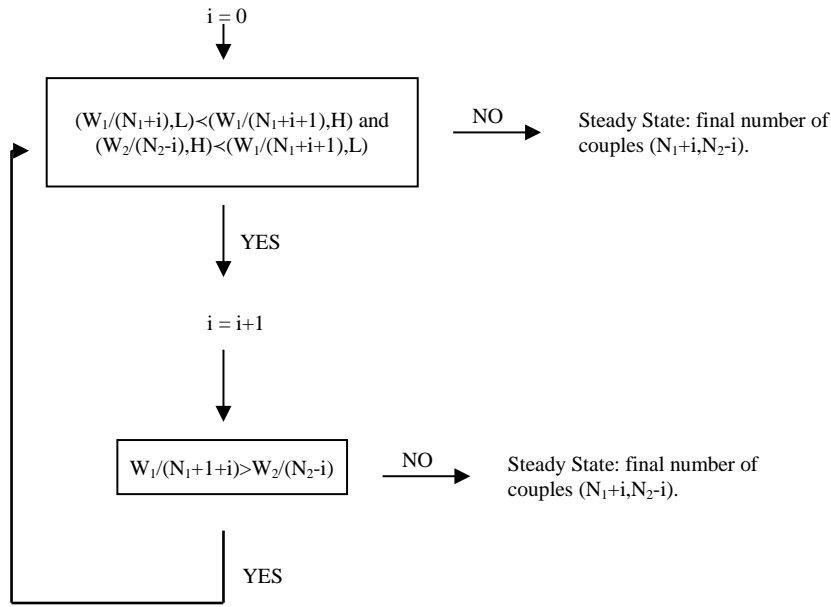 i = 0
(W₁/(N₁+i),L)≺(W₁/(N₁+i+1),H) and
(W₂/(N₂-i),H)≺(W₁/(N₁+i+1),L)
NO
Steady State: final number of
couples (N₁+i,N₂-i).
YES
i = i+1
W₁/(N₁+1+i)>W₂/(N₂-i)
NO
Steady State: final number of
couples (N₁+i,N₂-i).
YES